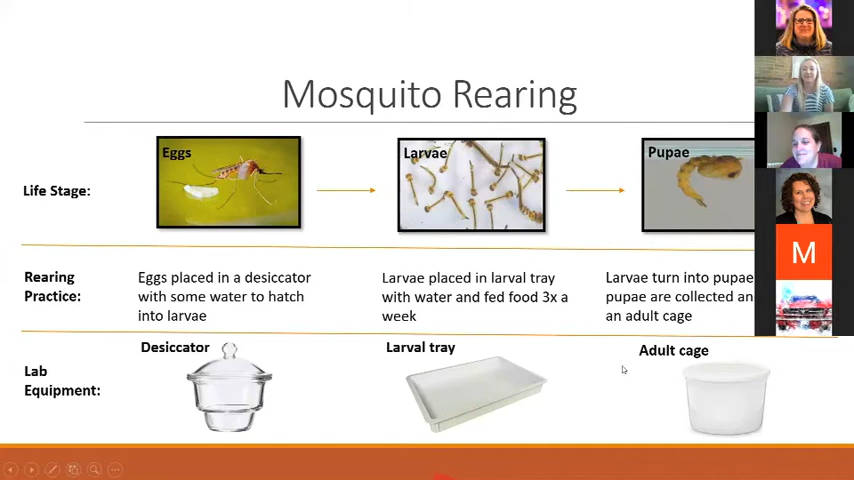 Mosquito Rearing
Eggs
Larvae
Pupae
Life Stage:
Rearing
Practice:
Eggs placed in a desiccator
with some water to hatch
into larvae
Larvae placed in larval tray
with water and fed food 3x a
week
Larvae turn into pupae
pupae are collected an
an adult cage
Lab
Equipment:
Desiccator
Larval tray
Adult cage
M